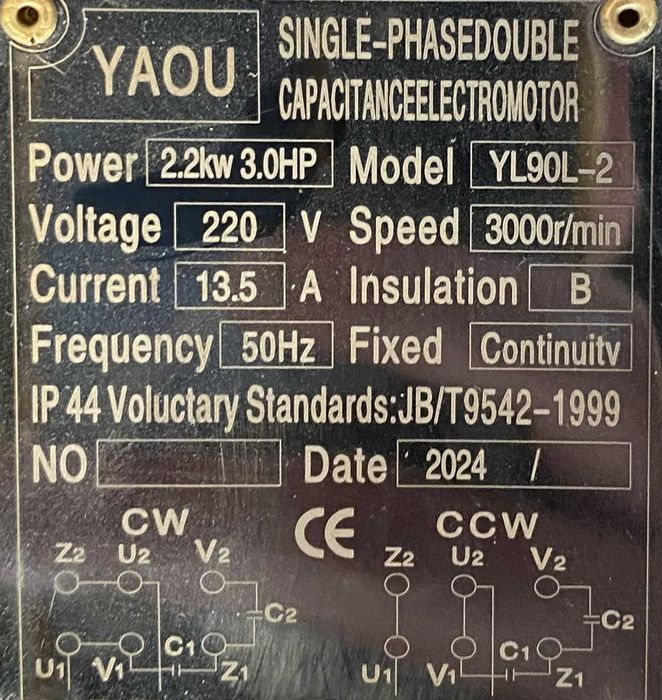 YAOU
SINGLE-PHASEDOUBLE
CAPACITANCEELECTROMOTOR
Power 2.2kw 3.0HP Model YL90L-2
Voltage 220 V Speed 3000r/min
Current 13.5 A Insulation B
Frequency 50Hz Fixed Continuitv
IP 44 Voluctary Standards:JB/T9542-1999
NO Date 2024 /
CW CE CCW
Z2 U2 V2 Z2 U2 V2
C2 C2
U1 V1 C1 Z1 U1 V1 C1 Z1